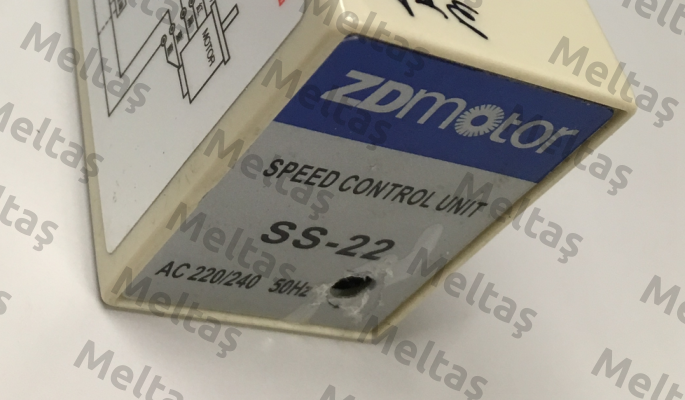 MOTOR
ZDmotor
SPEED CONTROL UNIT
SS-22
AC 220/240 50Hz
Meltaş